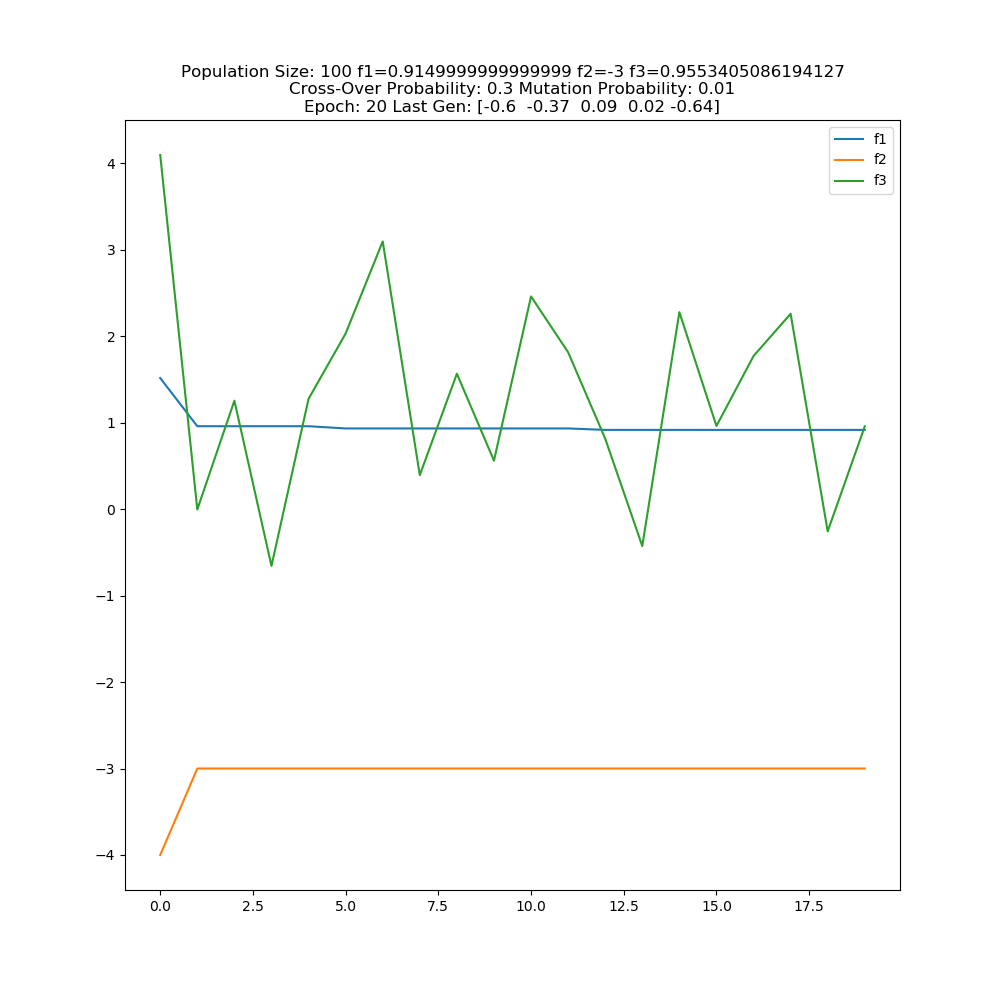 Population Size: 100 f1=0.9149999999999999 f2=-3 f3=0.9553405086194127
Cross-Over Probability: 0.3 Mutation Probability: 0.01
Epoch: 20 Last Gen: [-0.6  -0.37  0.09  0.02 -0.64]
f1
f2
f3
4
3
2
1
0
−1
−2
−3
−4
0.0 2.5 5.0 7.5 10.0 12.5 15.0 17.5